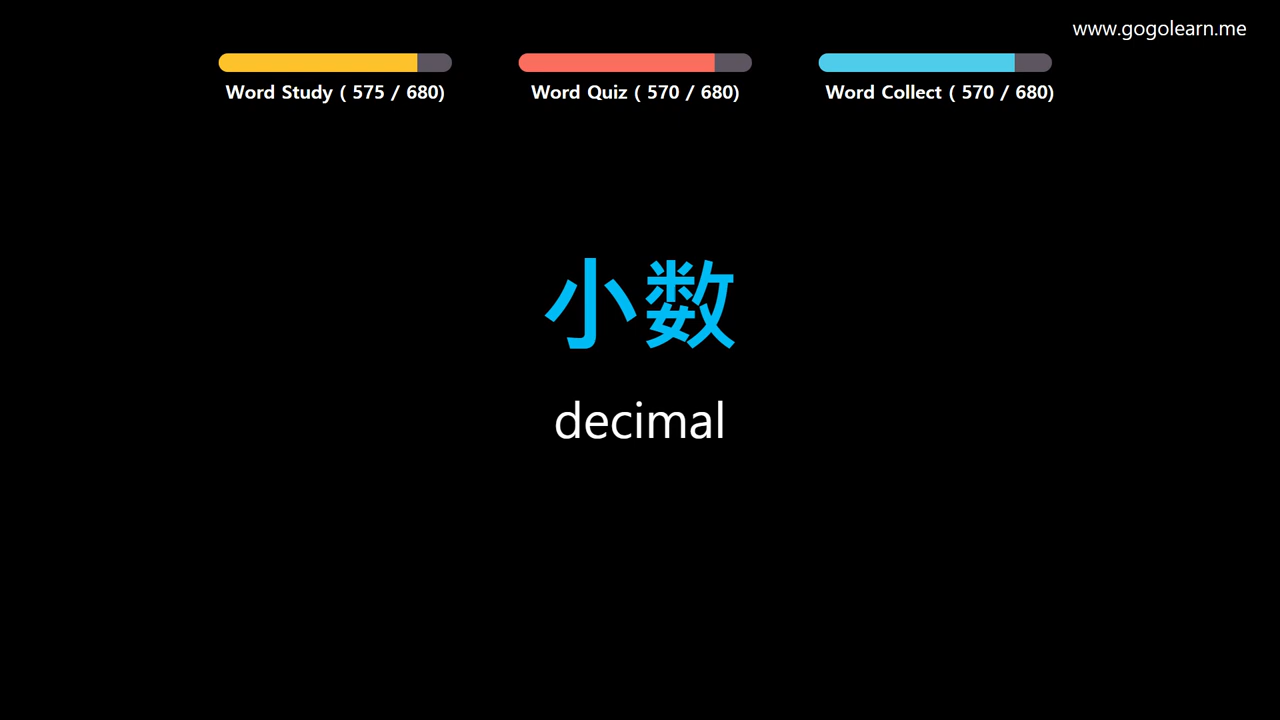 www.gogolearn.me
Word Study ( 575 / 680)
Word Quiz ( 570 / 680)
Word Collect ( 570 / 680)
小数
decimal